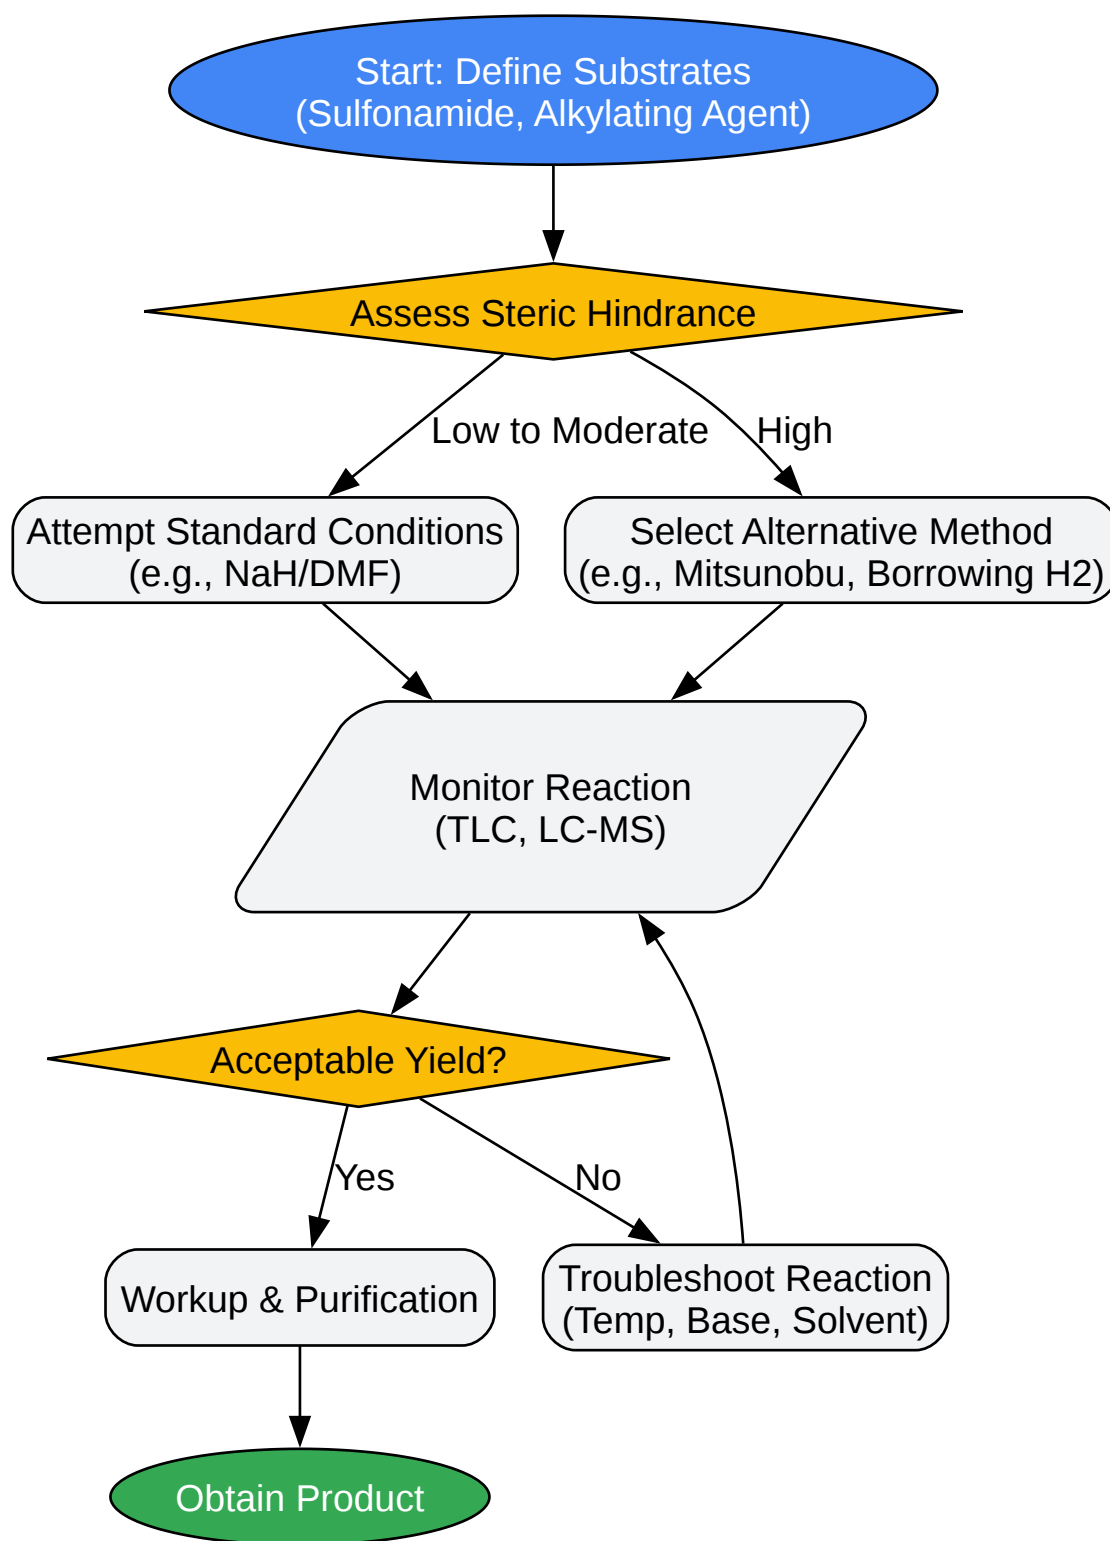 Start: Define Substrates
(Sulfonamide, Alkylating Agent)
Assess Steric Hindrance
Low to Moderate
High
Attempt Standard Conditions
(e.g., NaH/DMF)
Select Alternative Method
(e.g., Mitsunobu, Borrowing H2)
Monitor Reaction
(TLC, LC-MS)
Acceptable Yield?
Yes
No
Workup & Purification
Troubleshoot Reaction
(Temp, Base, Solvent)
Obtain Product